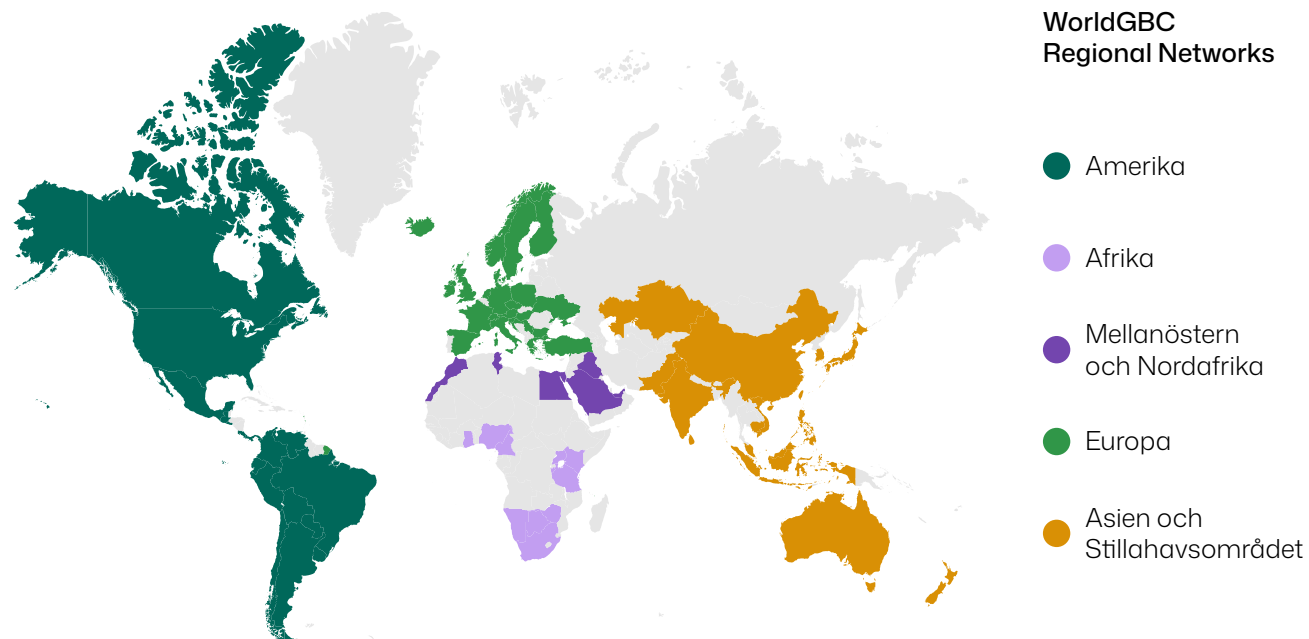 WorldGBC
Regional Networks
Amerika
Afrika
Mellanöstern
och Nordafrika
Europa
Asien och
Stillahavsområdet